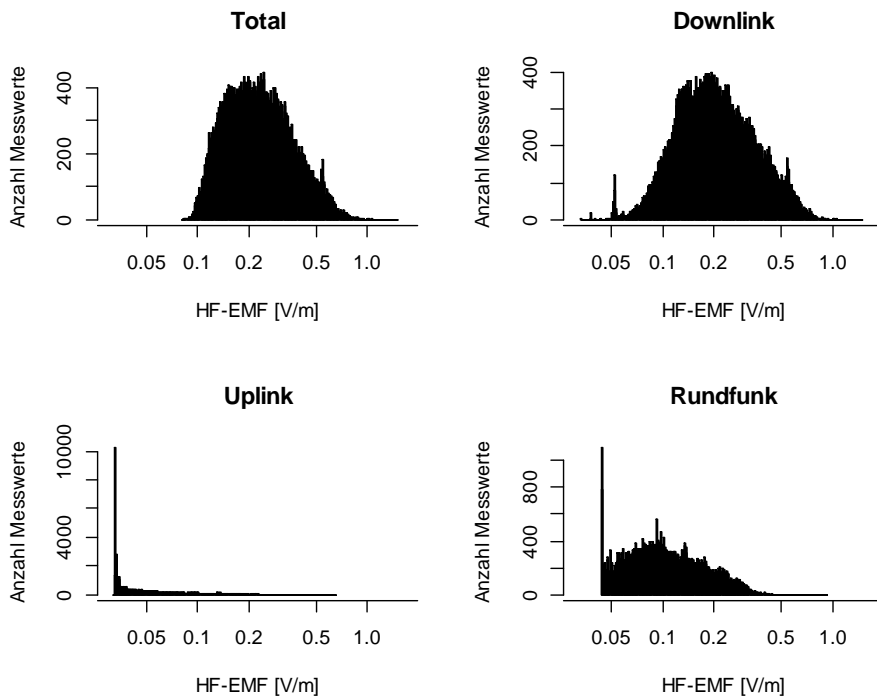 Total
Anzahl Messwerte
0 200 400
0.05 0.1 0.2 0.5 1.0
HF-EMF [V/m]
Downlink
Anzahl Messwerte
0 200 400
0.05 0.1 0.2 0.5 1.0
HF-EMF [V/m]
Uplink
Anzahl Messwerte
0 4000 10000
0.05 0.1 0.2 0.5 1.0
HF-EMF [V/m]
Rundfunk
Anzahl Messwerte
0 400 800
0.05 0.1 0.2 0.5 1.0
HF-EMF [V/m]